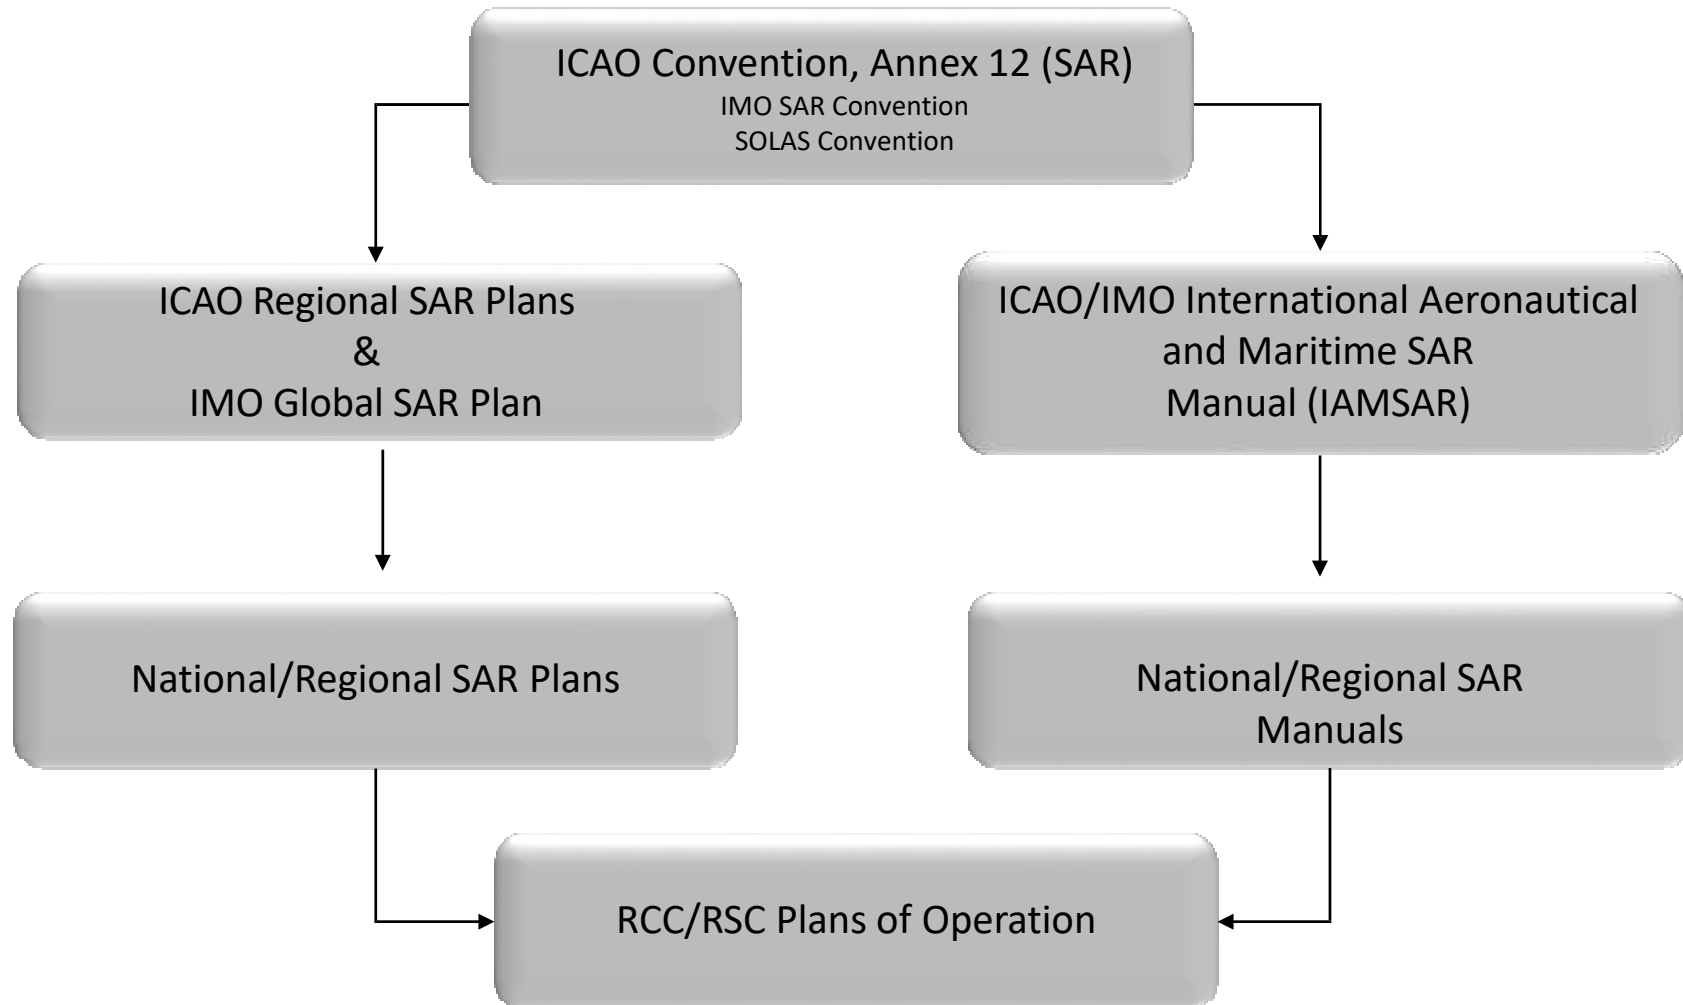 ICAO Convention, Annex 12 (SAR)
IMO SAR Convention
SOLAS Convention
ICAO Regional SAR Plans
&
IMO Global SAR Plan
ICAO/IMO International Aeronautical
and Maritime SAR
Manual (IAMSAR)
National/Regional SAR Plans
National/Regional SAR
Manuals
RCC/RSC Plans of Operation